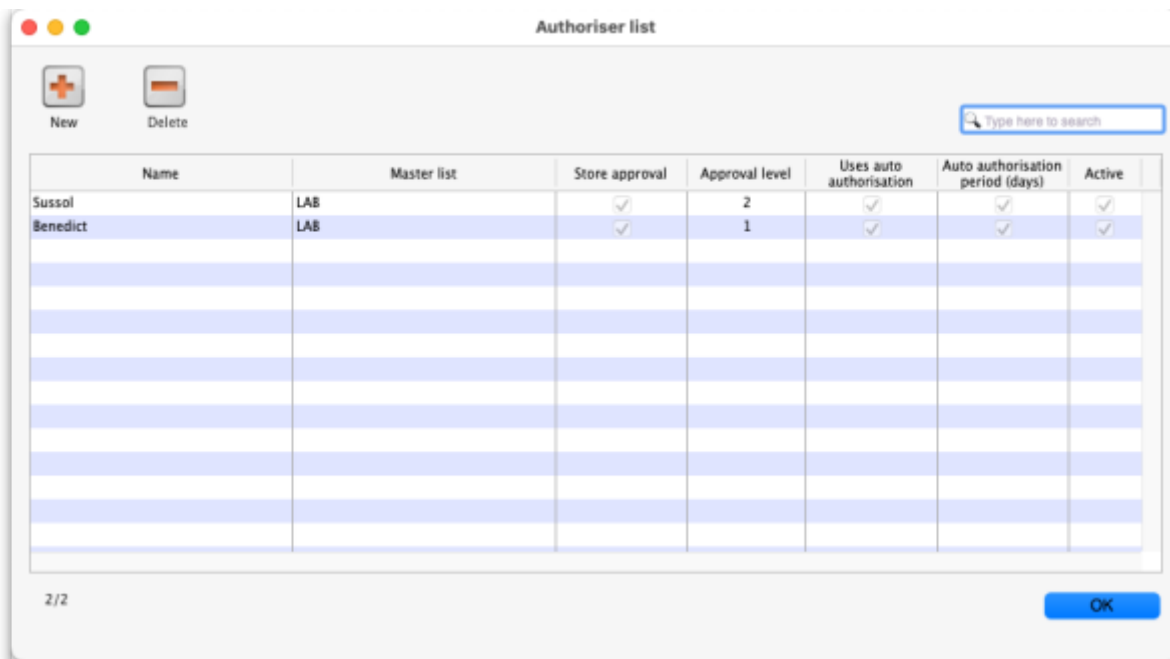 Authoriser list
New Delete
Type here to search
Name Master list Store approval Approval level Uses auto authorisation Auto authorisation period (days) Active
Sussol LAB 2
Benedict LAB 1
2/2
OK